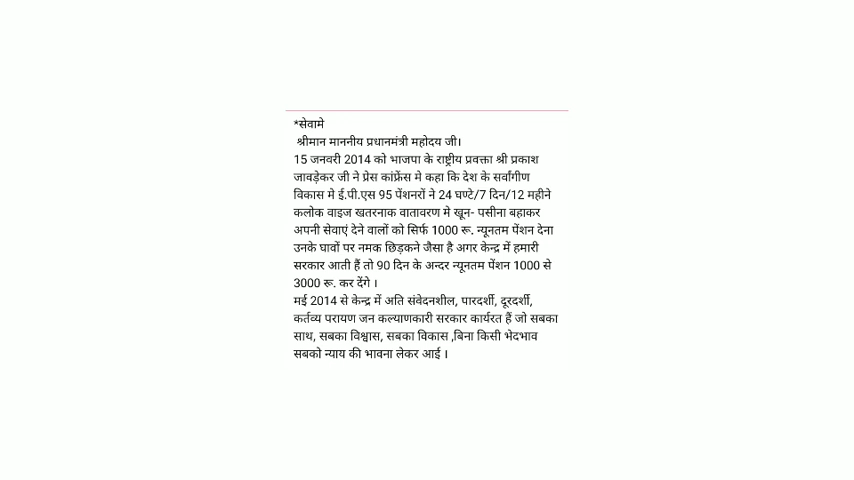 *सेवामे
श्रीमान माननीय प्रधानमंत्री महोदय जी।
15 जनवरी 2014 को भाजपा के राष्ट्रीय प्रवक्ता श्री प्रकाश
जावड़ेकर जी ने प्रेस कांफ्रेंस मे कहा कि देश के सर्वांगीण
विकास मे ई.पी.एस 95 पेंशनरों ने 24 घण्टे/7 दिन/12 महीने
कलोक वाइज खतरनाक वातावरण मे खून- पसीना बहाकर
अपनी सेवाएं देने वालों को सिर्फ 1000 रू. न्यूनतम पेंशन देना
उनके घावों पर नमक छिड़कने जैसा है अगर केन्द्र में हमारी
सरकार आती हैं तो 90 दिन के अन्दर न्यूनतम पेंशन 1000 से
3000 रू. कर देंगे ।
मई 2014 से केन्द्र में अति संवेदनशील, पारदर्शी, दूरदर्शी,
कर्तव्य परायण जन कल्याणकारी सरकार कार्यरत हैं जो सबका
साथ, सबका विश्वास, सबका विकास ,बिना किसी भेदभाव
सबको न्याय की भावना लेकर आई ।